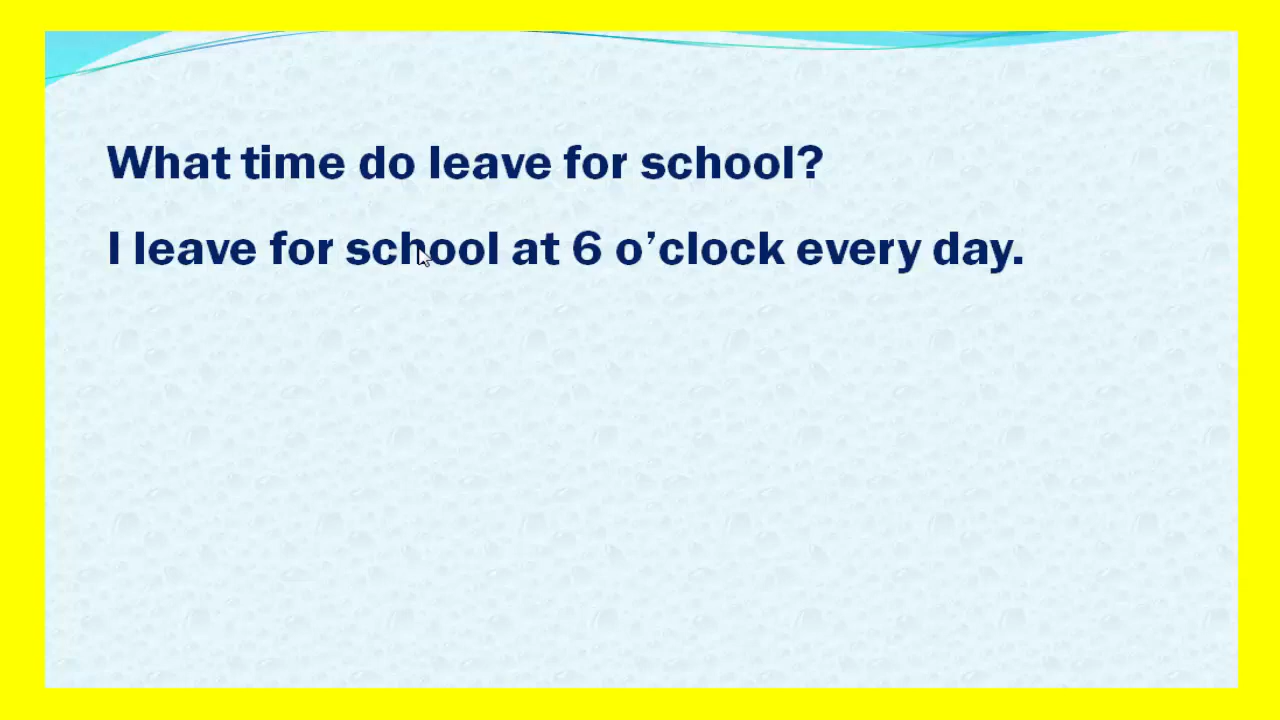 What time do leave for school?
I leave for school at 6 o’clock every day.